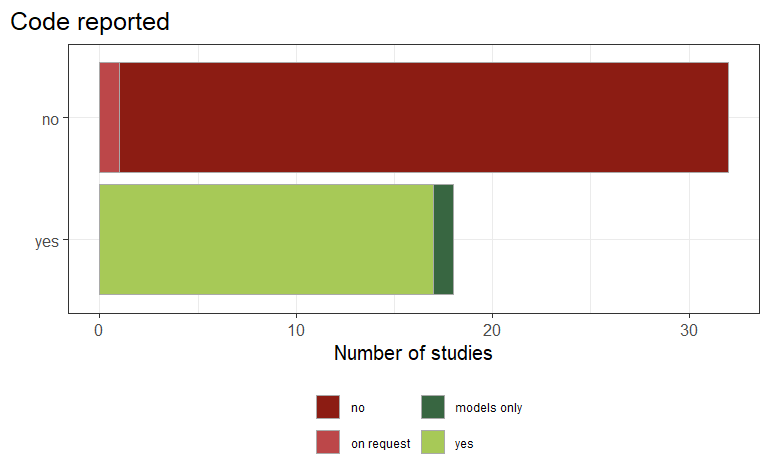 Code reported
no
yes
0 10 20 30
Number of studies
no models only
on request yes